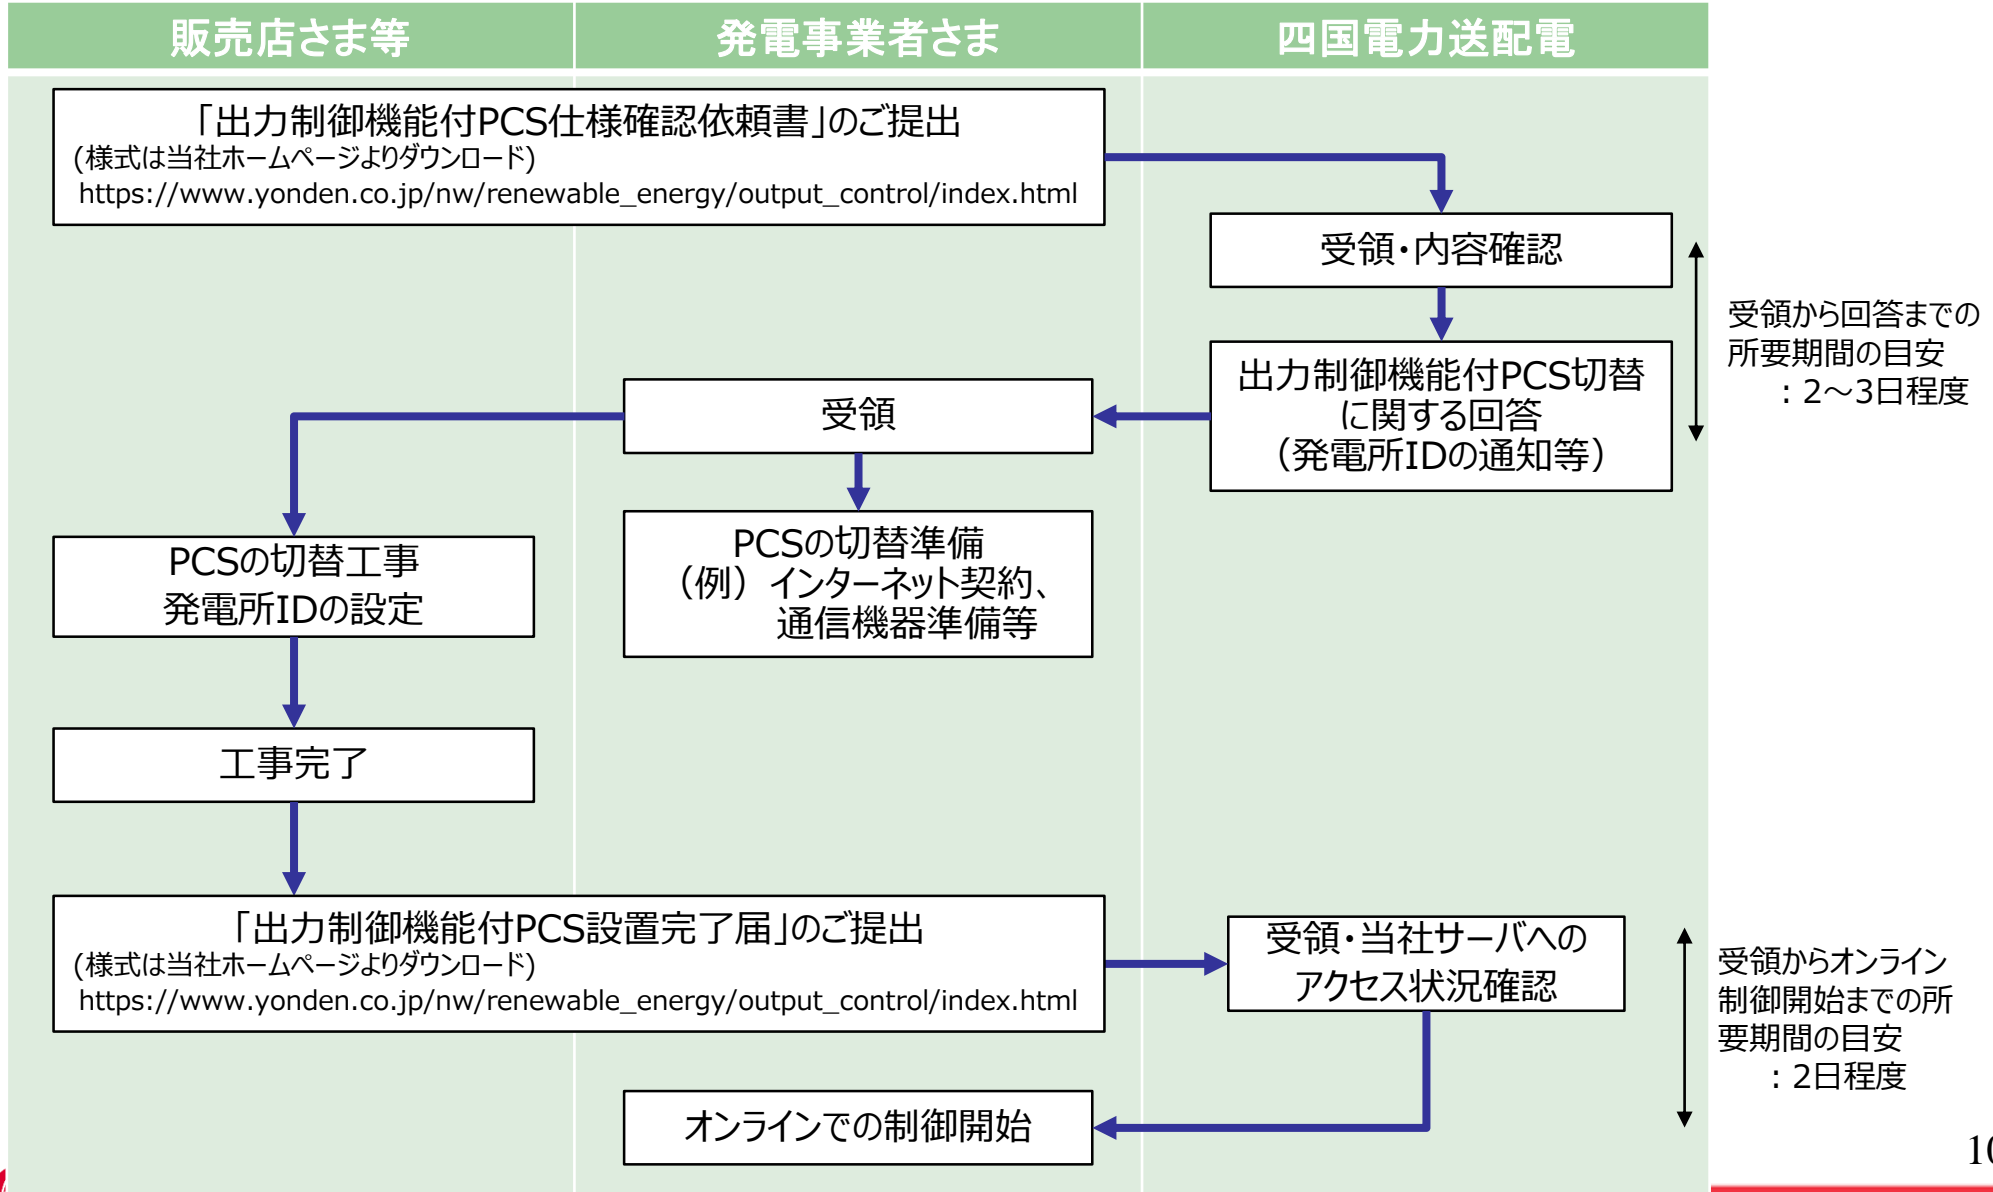 販売店さま等
発電事業者さま
四国電力送配電
「出力制御機能付PCS仕様確認依頼書」のご提出
(様式は当社ホームページよりダウンロード)
https://www.yonden.co.jp/nw/renewable_energy/output_control/index.html
受領・内容確認
受領から回答までの
所要期間の目安
：2～3日程度
出力制御機能付PCS切替
に関する回答
（発電所IDの通知等）
受領
PCSの切替準備
（例）インターネット契約、
通信機器準備等
PCSの切替工事
発電所IDの設定
工事完了
「出力制御機能付PCS設置完了届」のご提出
(様式は当社ホームページよりダウンロード)
https://www.yonden.co.jp/nw/renewable_energy/output_control/index.html
受領・当社サーバへの
アクセス状況確認
受領からオンライン
制御開始までの所
要期間の目安
：2日程度
オンラインでの制御開始